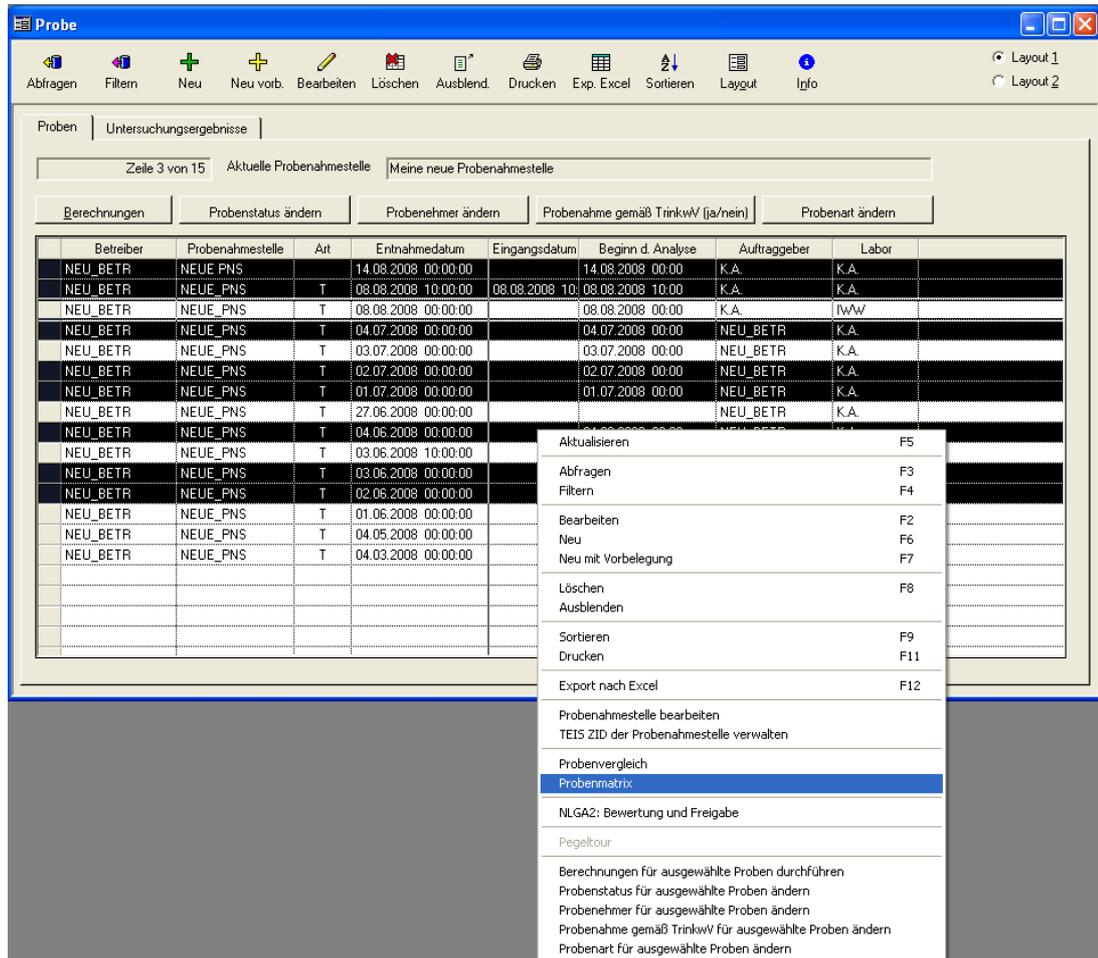 Probe
Abfragen Filtern Neu Neu vorb. Bearbeiten Löschen Ausblend. Drucken Exp. Excel Sortieren Layout Info
Layout 1
Layout 2
Proben Untersuchungsergebnisse
Zeile 3 von 15 Aktuelle Probenahmestelle Meine neue Probenahmestelle
Berechnungen Probenstatus ändern Probenehmer ändern Probenahme gemäß TrinkwV (ja/nein) Probenart ändern
Betreiber Probenahmestelle Art Entnahmedatum Eingangsdatum Beginn d. Analyse Auftraggeber Labor
NEU_BETR NEUE PNS 14.08.2008 00:00:00 14.08.2008 00:00 K.A. K.A.
NEU_BETR NEUE_PNS T 08.08.2008 10:00:00 08.08.2008 10: 08.08.2008 10:00 K.A. K.A.
NEU_BETR NEUE_PNS T 08.08.2008 00:00:00 08.08.2008 00:00 K.A. IWW
NEU_BETR NEUE_PNS T 04.07.2008 00:00:00 04.07.2008 00:00 NEU_BETR K.A.
NEU_BETR NEUE_PNS T 03.07.2008 00:00:00 03.07.2008 00:00 NEU_BETR K.A.
NEU_BETR NEUE_PNS T 02.07.2008 00:00:00 02.07.2008 00:00 NEU_BETR K.A.
NEU_BETR NEUE_PNS T 01.07.2008 00:00:00 01.07.2008 00:00 NEU_BETR K.A.
NEU_BETR NEUE_PNS T 27.06.2008 00:00:00 NEU_BETR K.A.
NEU_BETR NEUE_PNS T 04.06.2008 00:00:00
NEU_BETR NEUE_PNS T 03.06.2008 10:00:00
NEU_BETR NEUE_PNS T 03.06.2008 00:00:00
NEU_BETR NEUE_PNS T 02.06.2008 00:00:00
NEU_BETR NEUE_PNS T 01.06.2008 00:00:00
NEU_BETR NEUE_PNS T 04.05.2008 00:00:00
NEU_BETR NEUE_PNS T 04.03.2008 00:00:00
Aktualisieren F5
Abfragen F3
Filtern F4
Bearbeiten F2
Neu F6
Neu mit Vorbelegung F7
Löschen F8
Ausblenden
Sortieren F9
Drucken F11
Export nach Excel F12
Probenahmestelle bearbeiten
TEIS ZID der Probenahmestelle verwalten
Probenvergleich
Probenmatrix
NLGA2: Bewertung und Freigabe
Pegeltour
Berechnungen für ausgewählte Proben durchführen
Probenstatus für ausgewählte Proben ändern
Probenehmer für ausgewählte Proben ändern
Probenahme gemäß TrinkwV für ausgewählte Proben ändern
Probenart für ausgewählte Proben ändern